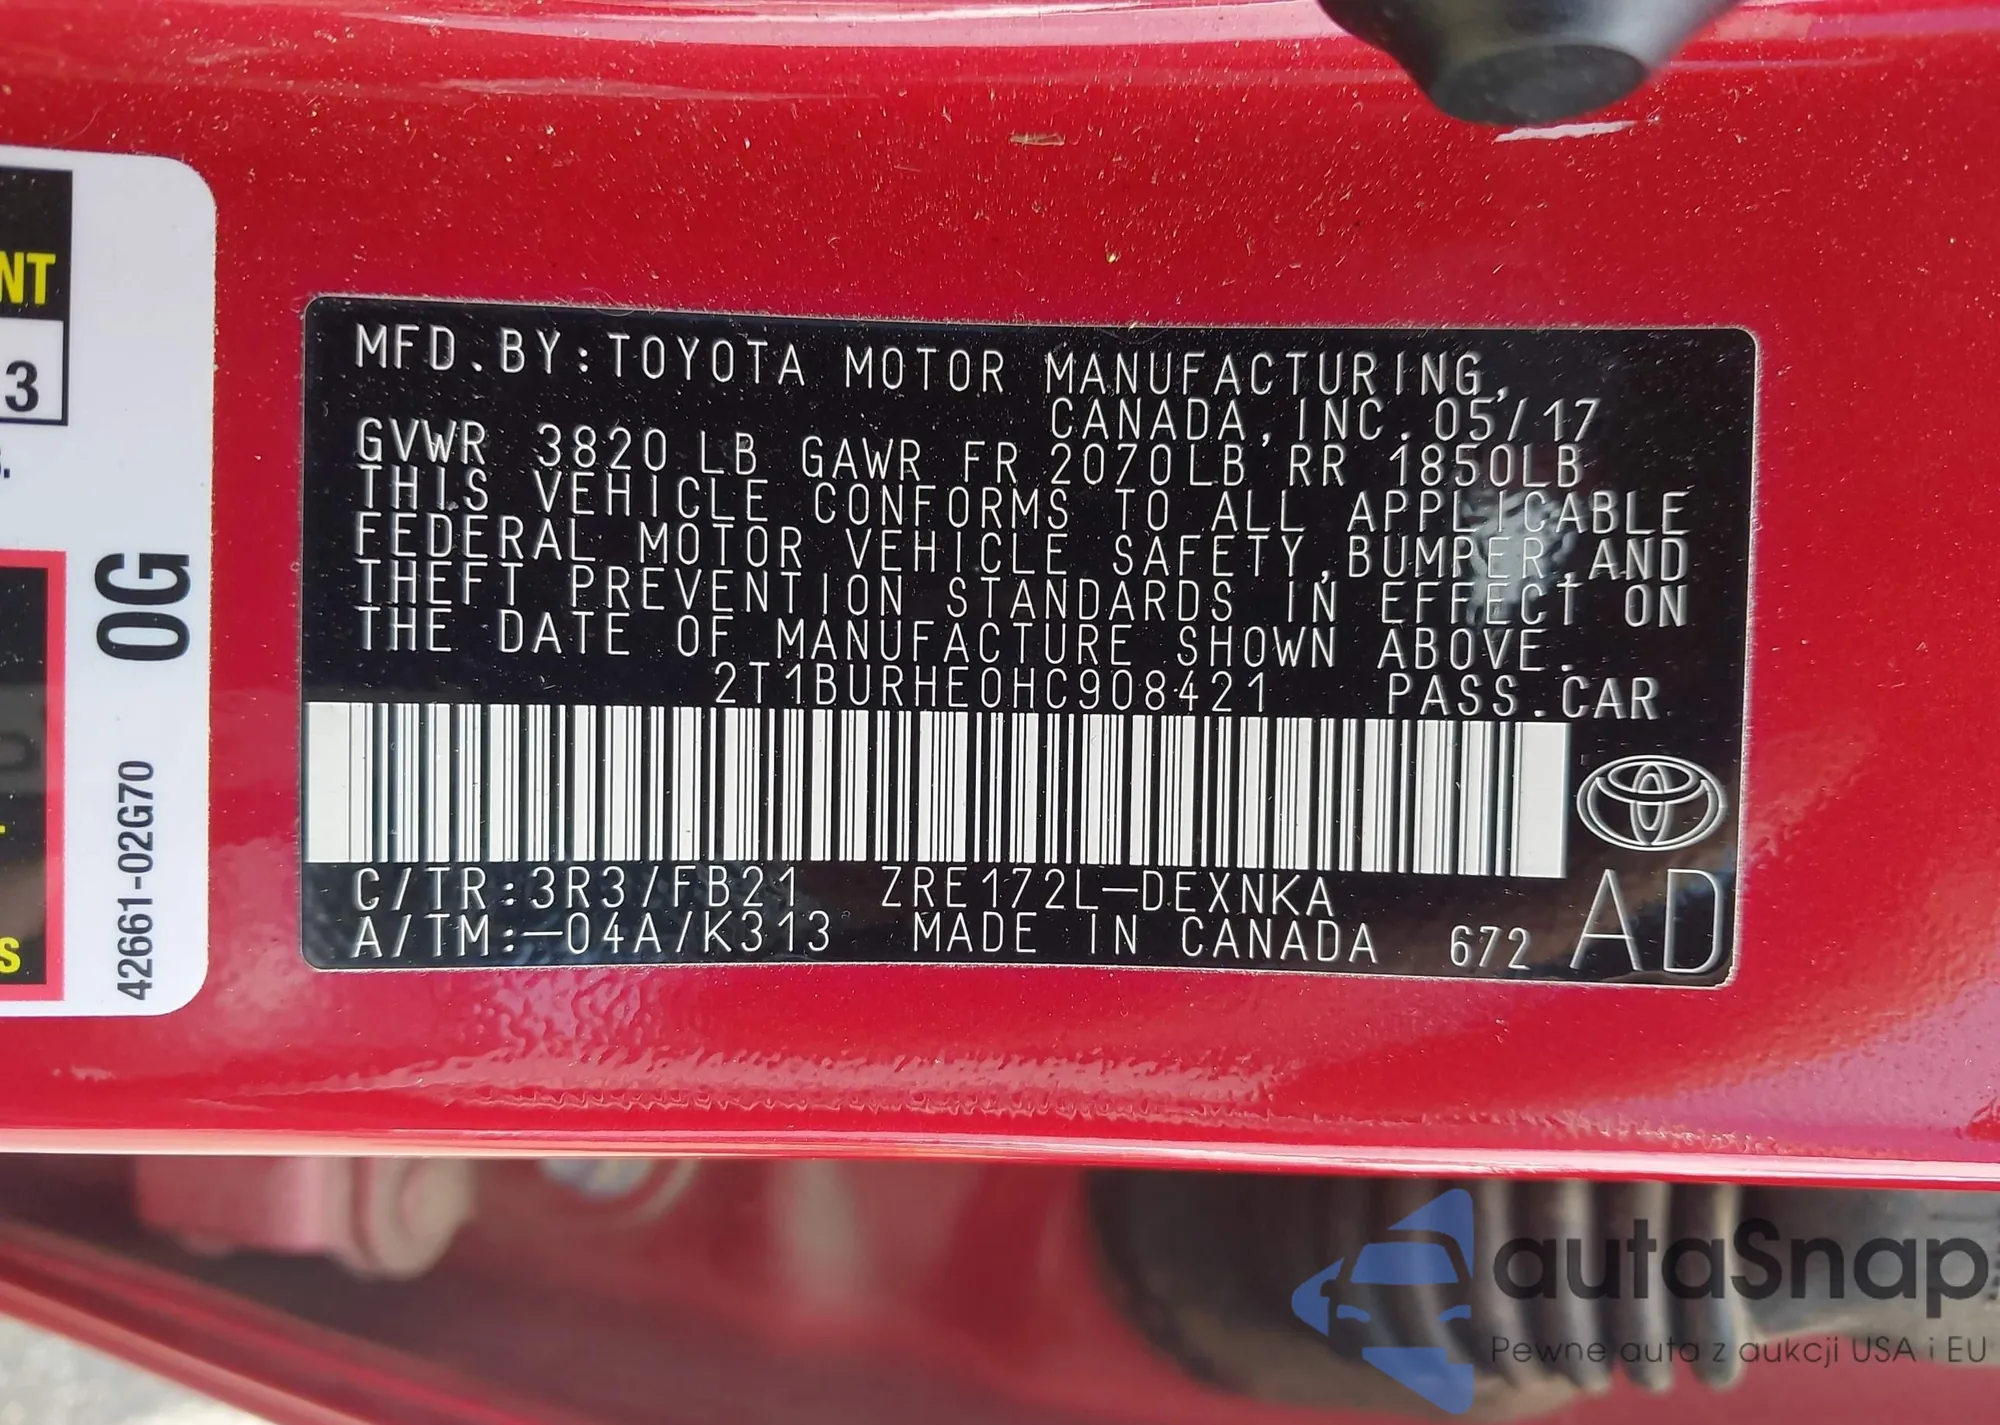 MFD.BY:TOYOTA MOTOR MANUFACTURING,
CANADA,INC.05/17
GVWR 3820 LB GAWR FR 2070LB RR 1850LB
THIS VEHICLE CONFORMS TO ALL APPLICABLE
FEDERAL MOTOR VEHICLE SAFETY,BUMPER,AND
THEFT PREVENTION STANDARDS IN EFFECT ON
THE DATE OF MANUFACTURE SHOWN ABOVE.
2T1BURHE0HC908421 PASS.CAR
C/TR:3R3/FB21 ZRE172L-DEXNKA
A/TM:-04A/K313 MADE IN CANADA 672 AD
NT
3
0G
42661-02G70
S
autaSnap
Pewne auta z aukcji USA i EU